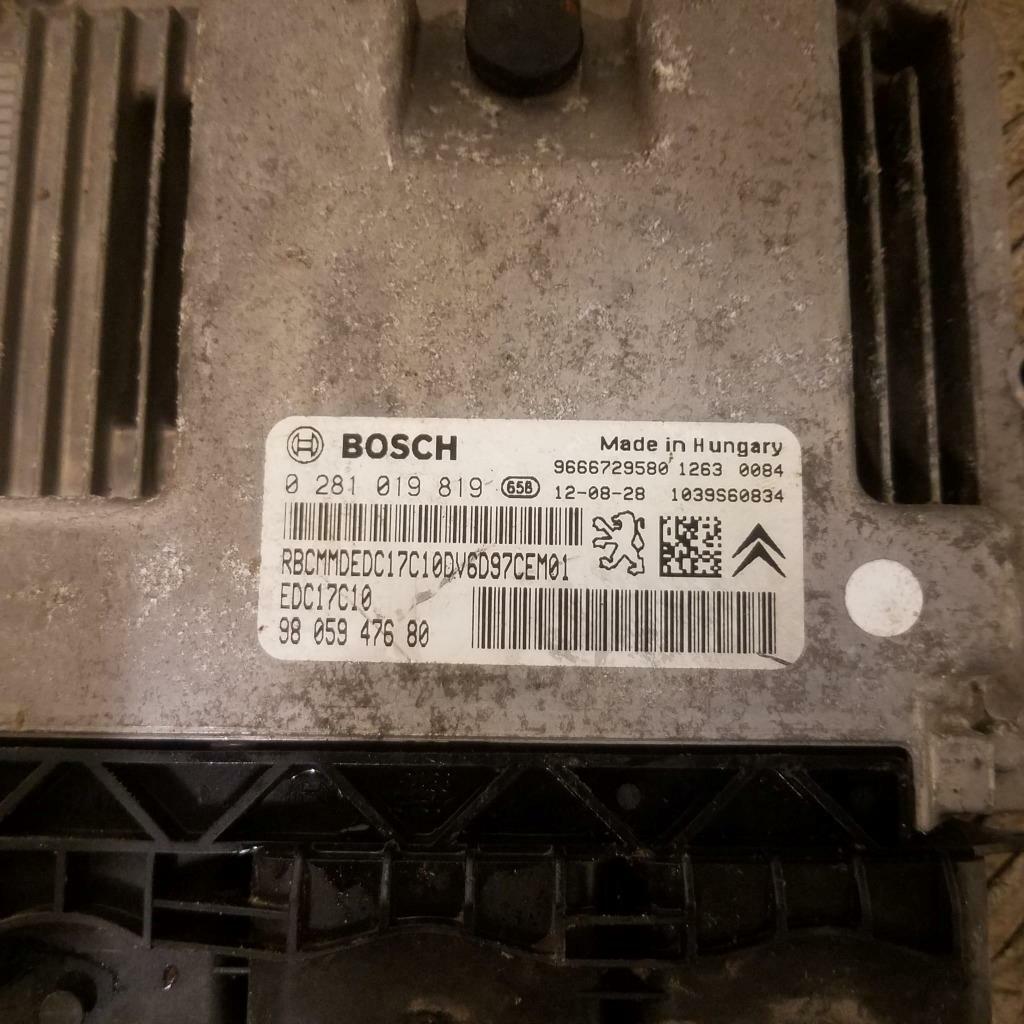 BOSCH
Made in Hungary
9666729580 1263 0084
0 281 019 819 658 12-08-28 1039S60834
RBCMMDEDC17C10DV6D97CEM01
EDC17C10
98 059 476 80